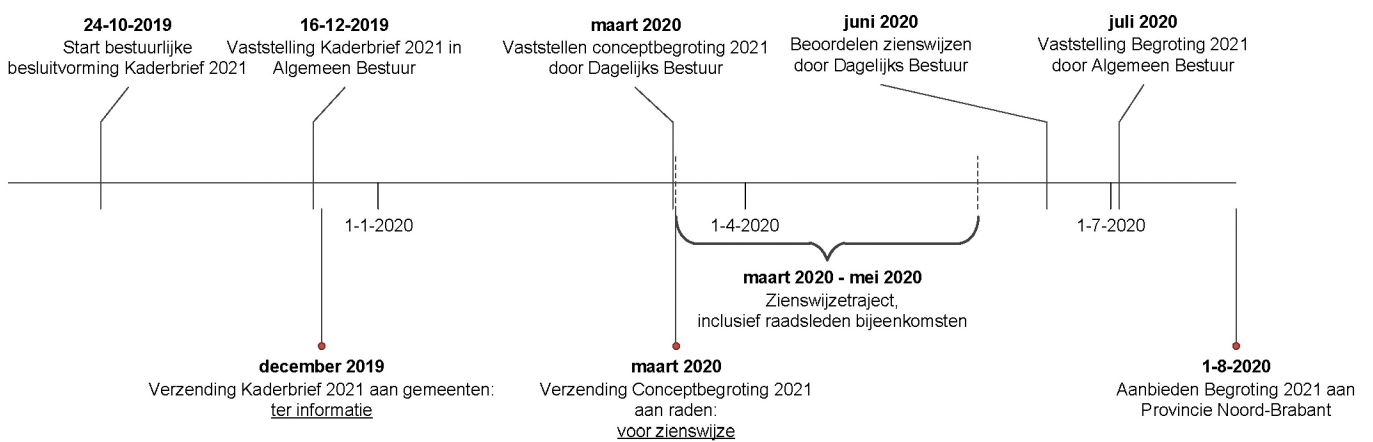 24-10-2019
Start bestuurlijke
besluitvorming Kaderbrief 2021
16-12-2019
Vaststelling Kaderbrief 2021 in
Algemeen Bestuur
maart 2020
Vaststellen conceptbegroting 2021
door Dagelijks Bestuur
juni 2020
Beoordelen zienswijzen
door Dagelijks Bestuur
juli 2020
Vaststelling Begroting 2021
door Algemeen Bestuur
1-1-2020
1-4-2020
1-7-2020
maart 2020 - mei 2020
Zienswijzetraject,
inclusief raadsleden bijeenkomsten
december 2019
Verzending Kaderbrief 2021 aan gemeenten:
ter informatie
maart 2020
Verzending Conceptbegroting 2021
aan raden:
voor zienswijze
1-8-2020
Aanbieden Begroting 2021 aan
Provincie Noord-Brabant